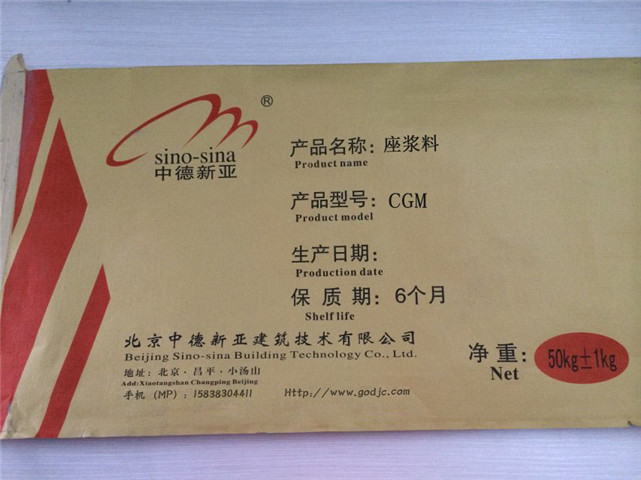 ®
sino-sina
中德新亚
产品名称：座浆料
Product name
产品型号：CGM
Product model
生产日期：
Production date
保 质 期：6个月
Shelf life
北京中德新亚建筑技术有限公司
Beijing Sino-sina Building Technology Co., Ltd.
地址：北京·昌平·小汤山
Add:Xiaotangshan Changping Beijing
手机（MP）：15838304411
Http://www.godjc.com
净 重：50kg±1kg
Net